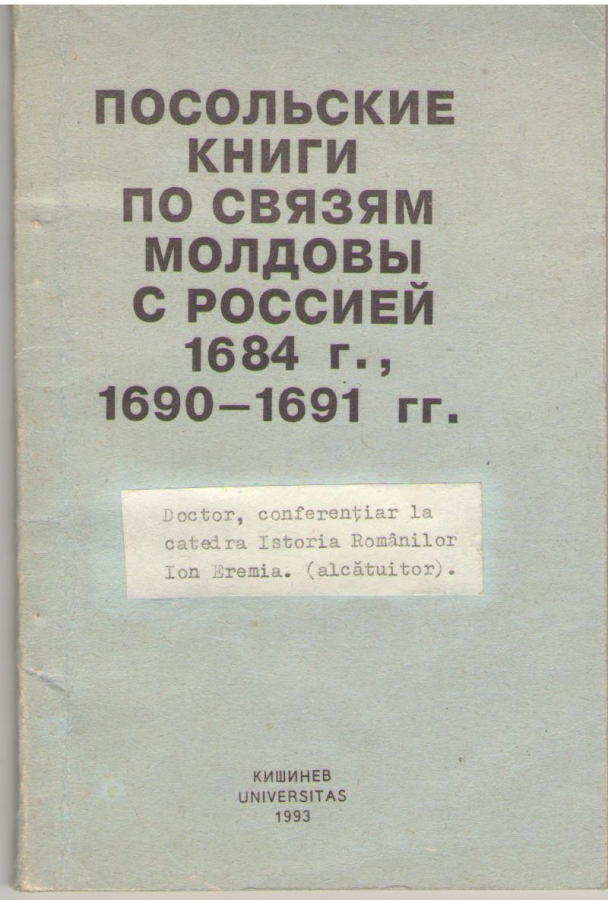 ПОСОЛЬСКИЕ
КНИГИ
ПО СВЯЗЯМ
МОЛДОВЫ
С РОССИЕЙ
1684 г.,
1690–1691 гг.
Doctor, conferenţiar la
catedra Istoria Românilor
Ion Eremia. (alcătuitor).
КИШИНЕВ
UNIVERSITAS
1993